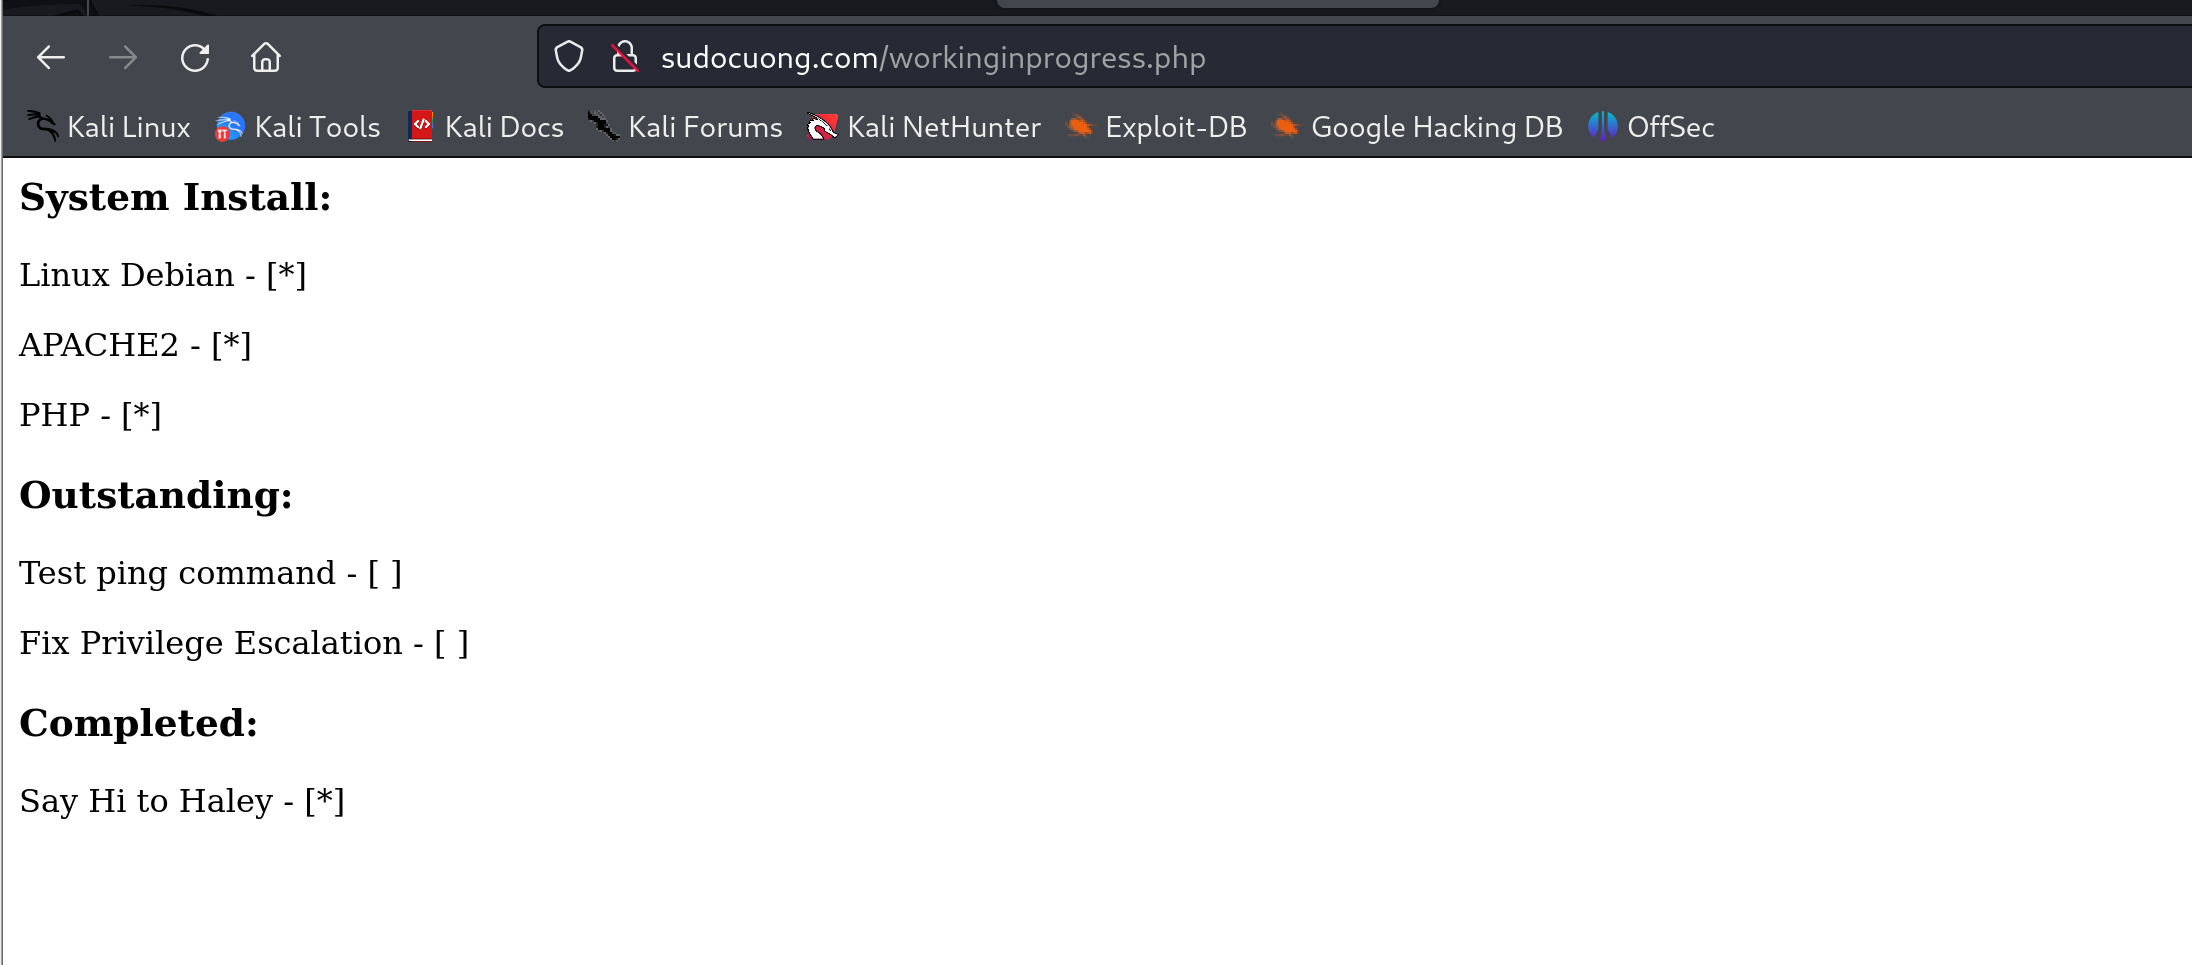 sudocuong.com/workinginprogress.php
Kali Linux Kali Tools Kali Docs Kali Forums Kali NetHunter Exploit-DB Google Hacking DB OffSec
System Install:
Linux Debian - [*]
APACHE2 - [*]
PHP - [*]
Outstanding:
Test ping command - [ ]
Fix Privilege Escalation - [ ]
Completed:
Say Hi to Haley - [*]